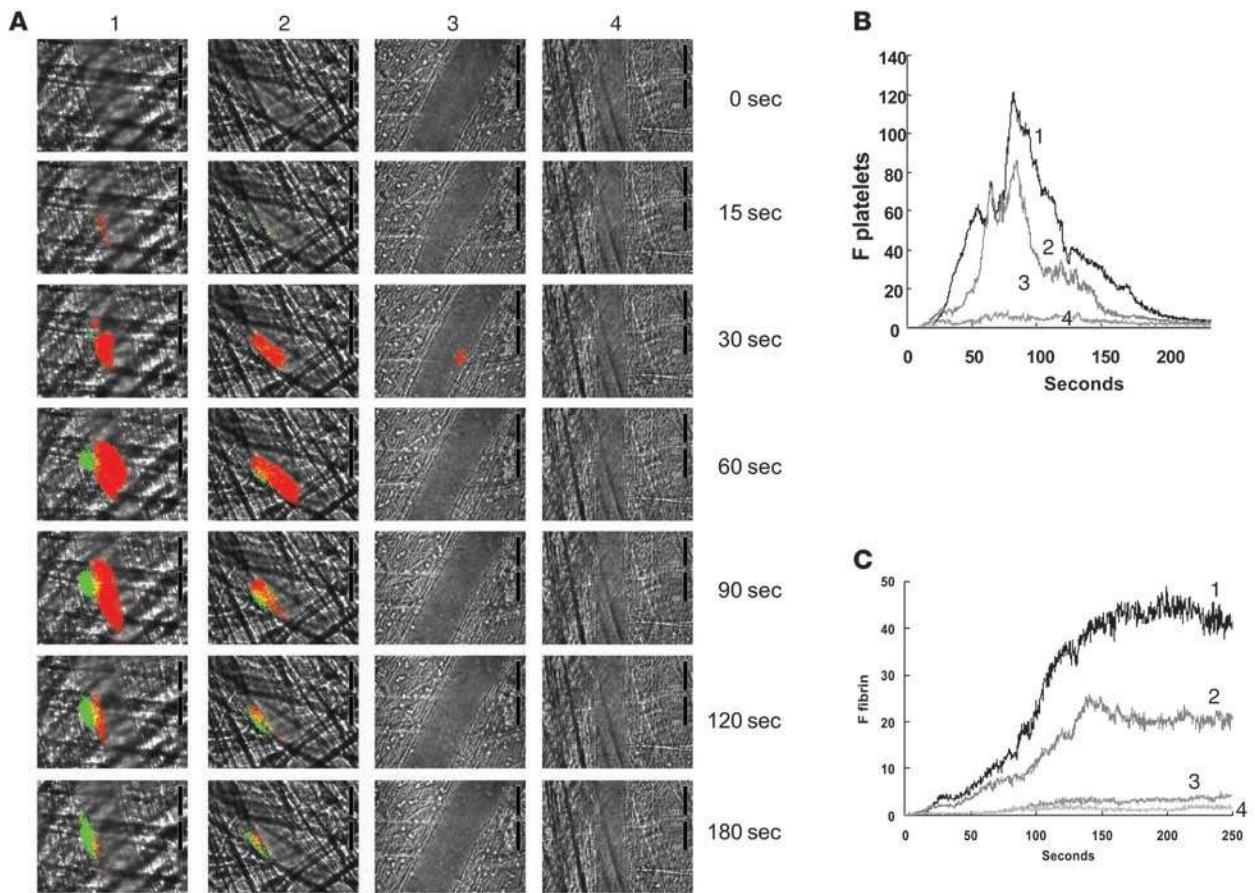 A
1 2 3 4
0 sec
15 sec
30 sec
60 sec
90 sec
120 sec
180 sec
B
140
120
100
80
60
40
20
0
F platelets
1
2
3
4
0 50 100 150 200
Seconds
C
50
40
30
20
10
0
F fibrin
1
2
3
4
0 50 100 150 200 250
Seconds